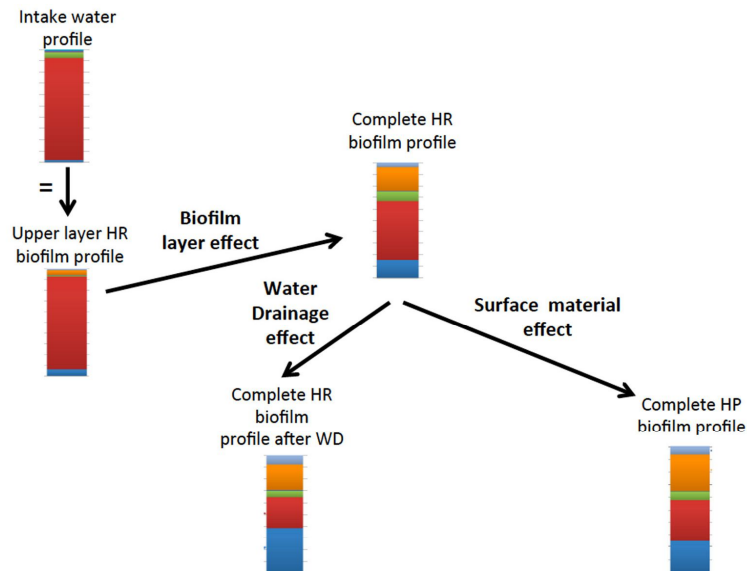 Intake water
profile
=
Upper layer HR
biofilm profile
Biofilm
layer effect
Complete HR
biofilm profile
Water
Drainage
effect
Surface material
effect
Complete HR
biofilm
profile after WD
Complete HP
biofilm profile